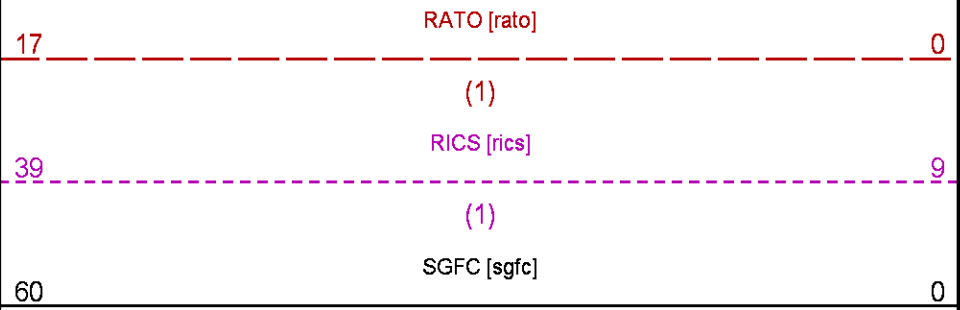 RATO [rato]
17 0
(1)
RICS [rics]
39 9
(1)
SGFC [sgfc]
60 0